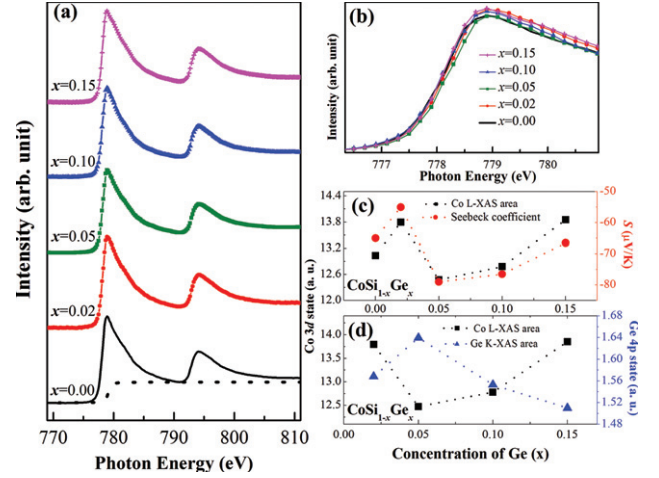 (a)
x=0.15
x=0.10
x=0.05
x=0.02
x=0.00
Intensity (arb. unit)
770 780 790 800 810
Photon Energy (eV)
(b)
x=0.15
x=0.10
x=0.05
x=0.02
x=0.00
Intensity (arb. unit)
777 778 779 780
Photon Energy (eV)
(c)
Co L-XAS area
Seebeck coefficient
14.4
13.8
13.2
12.6
12.0
-50
-60
-70
-80
S (μV/K)
CoSi1-xGex
0.00 0.05 0.10 0.15
Co 3d state (a. u.)
(d)
Co L-XAS area
Ge K-XAS area
14.0
13.5
13.0
12.5
1.68
1.64
1.60
1.56
1.52
1.48
Ge 4p state (a. u.)
CoSi1-xGex
0.00 0.05 0.10 0.15
Concentration of Ge (x)